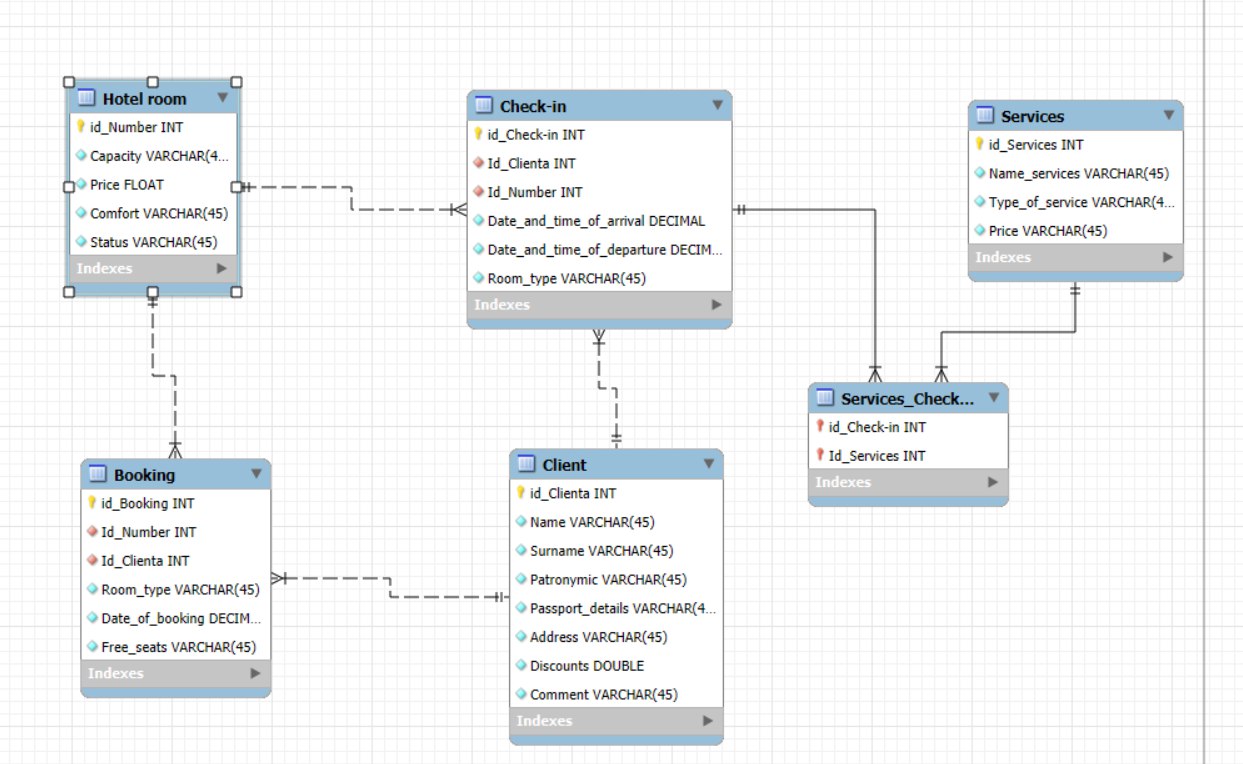 Hotel room
id_Number INT
Capacity VARCHAR(4...
Price FLOAT
Comfort VARCHAR(45)
Status VARCHAR(45)
Indexes
Check-in
id_Check-in INT
Id_Clienta INT
Id_Number INT
Date_and_time_of_arrival DECIMAL
Date_and_time_of_departure DECIM...
Room_type VARCHAR(45)
Indexes
Services
id_Services INT
Name_services VARCHAR(45)
Type_of_service VARCHAR(4...
Price VARCHAR(45)
Indexes
Services_Check...
id_Check-in INT
Id_Services INT
Indexes
Booking
id_Booking INT
Id_Number INT
Id_Clienta INT
Room_type VARCHAR(45)
Date_of_booking DECIM...
Free_seats VARCHAR(45)
Indexes
Client
id_Clienta INT
Name VARCHAR(45)
Surname VARCHAR(45)
Patronymic VARCHAR(45)
Passport_details VARCHAR(4...
Address VARCHAR(45)
Discounts DOUBLE
Comment VARCHAR(45)
Indexes